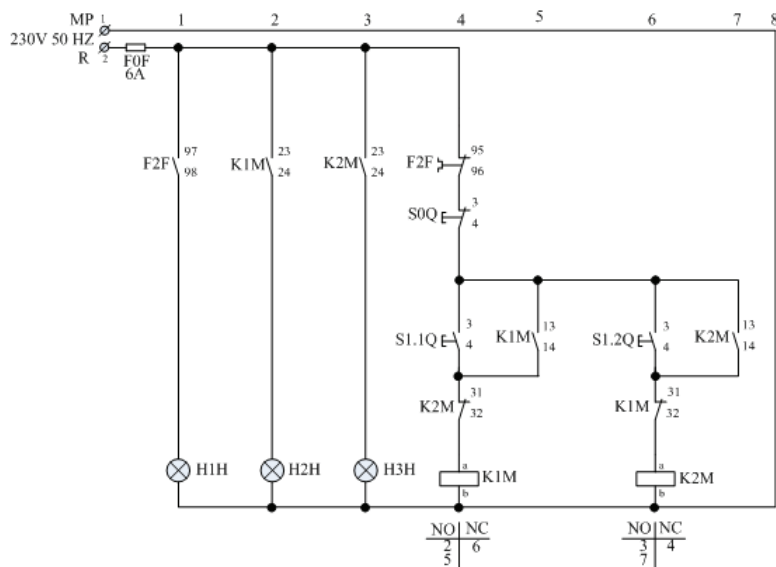 MP 1 1 2 3 4 5 6 7 8
230V 50 HZ
R 2 F0F
6A
F2F 97 98
K1M 23 24
K2M 23 24
F2F 95 96
S0Q 3 4
S1.1Q 3 4
K1M 13 14
S1.2Q 3 4
K2M 13 14
K2M 31 32
K1M 31 32
H1H
H2H
H3H
a K1M b
a K2M b
NO NC
2 6
5
NO NC
3 4
7